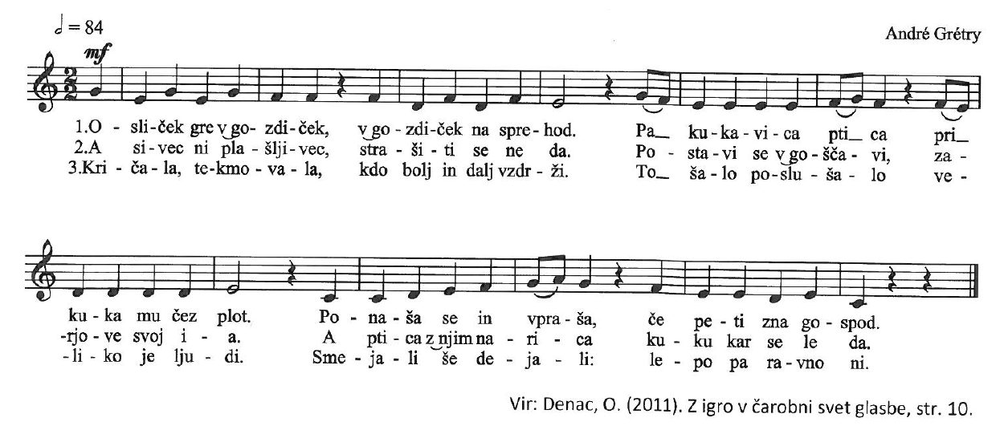 𝅗𝅥 = 84
André Grétry
mf
1.O - sli-ček gre v go- zdi-ček, v go - zdi-ček na spre - hod. Pa_ ku - ka - vi - ca pti_ ca pri_
2.A si - vec ni pla - šlji-vec, stra - ši - ti se ne da. Po - sta - vi se v go - šča - vi, za -
3.Kri - ča - la, te-kmo - va - la, kdo bolj in dalj vzdr - ži. To_ ša - lo po-slu - ša - lo ve -
ku - ka mu čez plot. Po - na - ša se in vpra - ša, če pe - ti zna go - spod.
-rjo - ve svoj i - a. A pti - ca z njim na - ri - ca ku - ku kar se le da.
-li - ko je lju - di. Sme - ja - li še de - ja - li: le - po pa ra - vno ni.
Vir: Denac, O. (2011). Z igro v čarobni svet glasbe, str. 10.